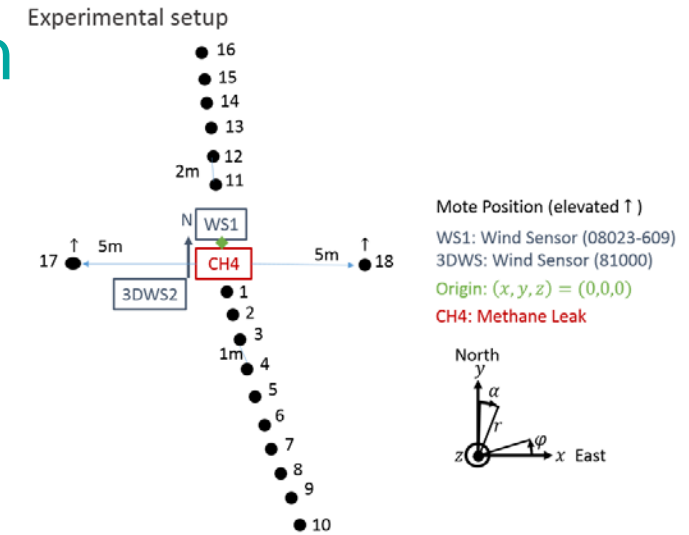 Experimental setup
n
16
15
14
13
12
2m
11
N WS1
↑ 5m
17
CH4
5m ↑
18
3DWS2
1
2
3
1m
4
5
6
7
8
9
10
Mote Position (elevated ↑)
WS1: Wind Sensor (08023-609)
3DWS: Wind Sensor (81000)
Origin: (x, y, z) = (0,0,0)
CH4: Methane Leak
North
y
α
r
φ
z x East